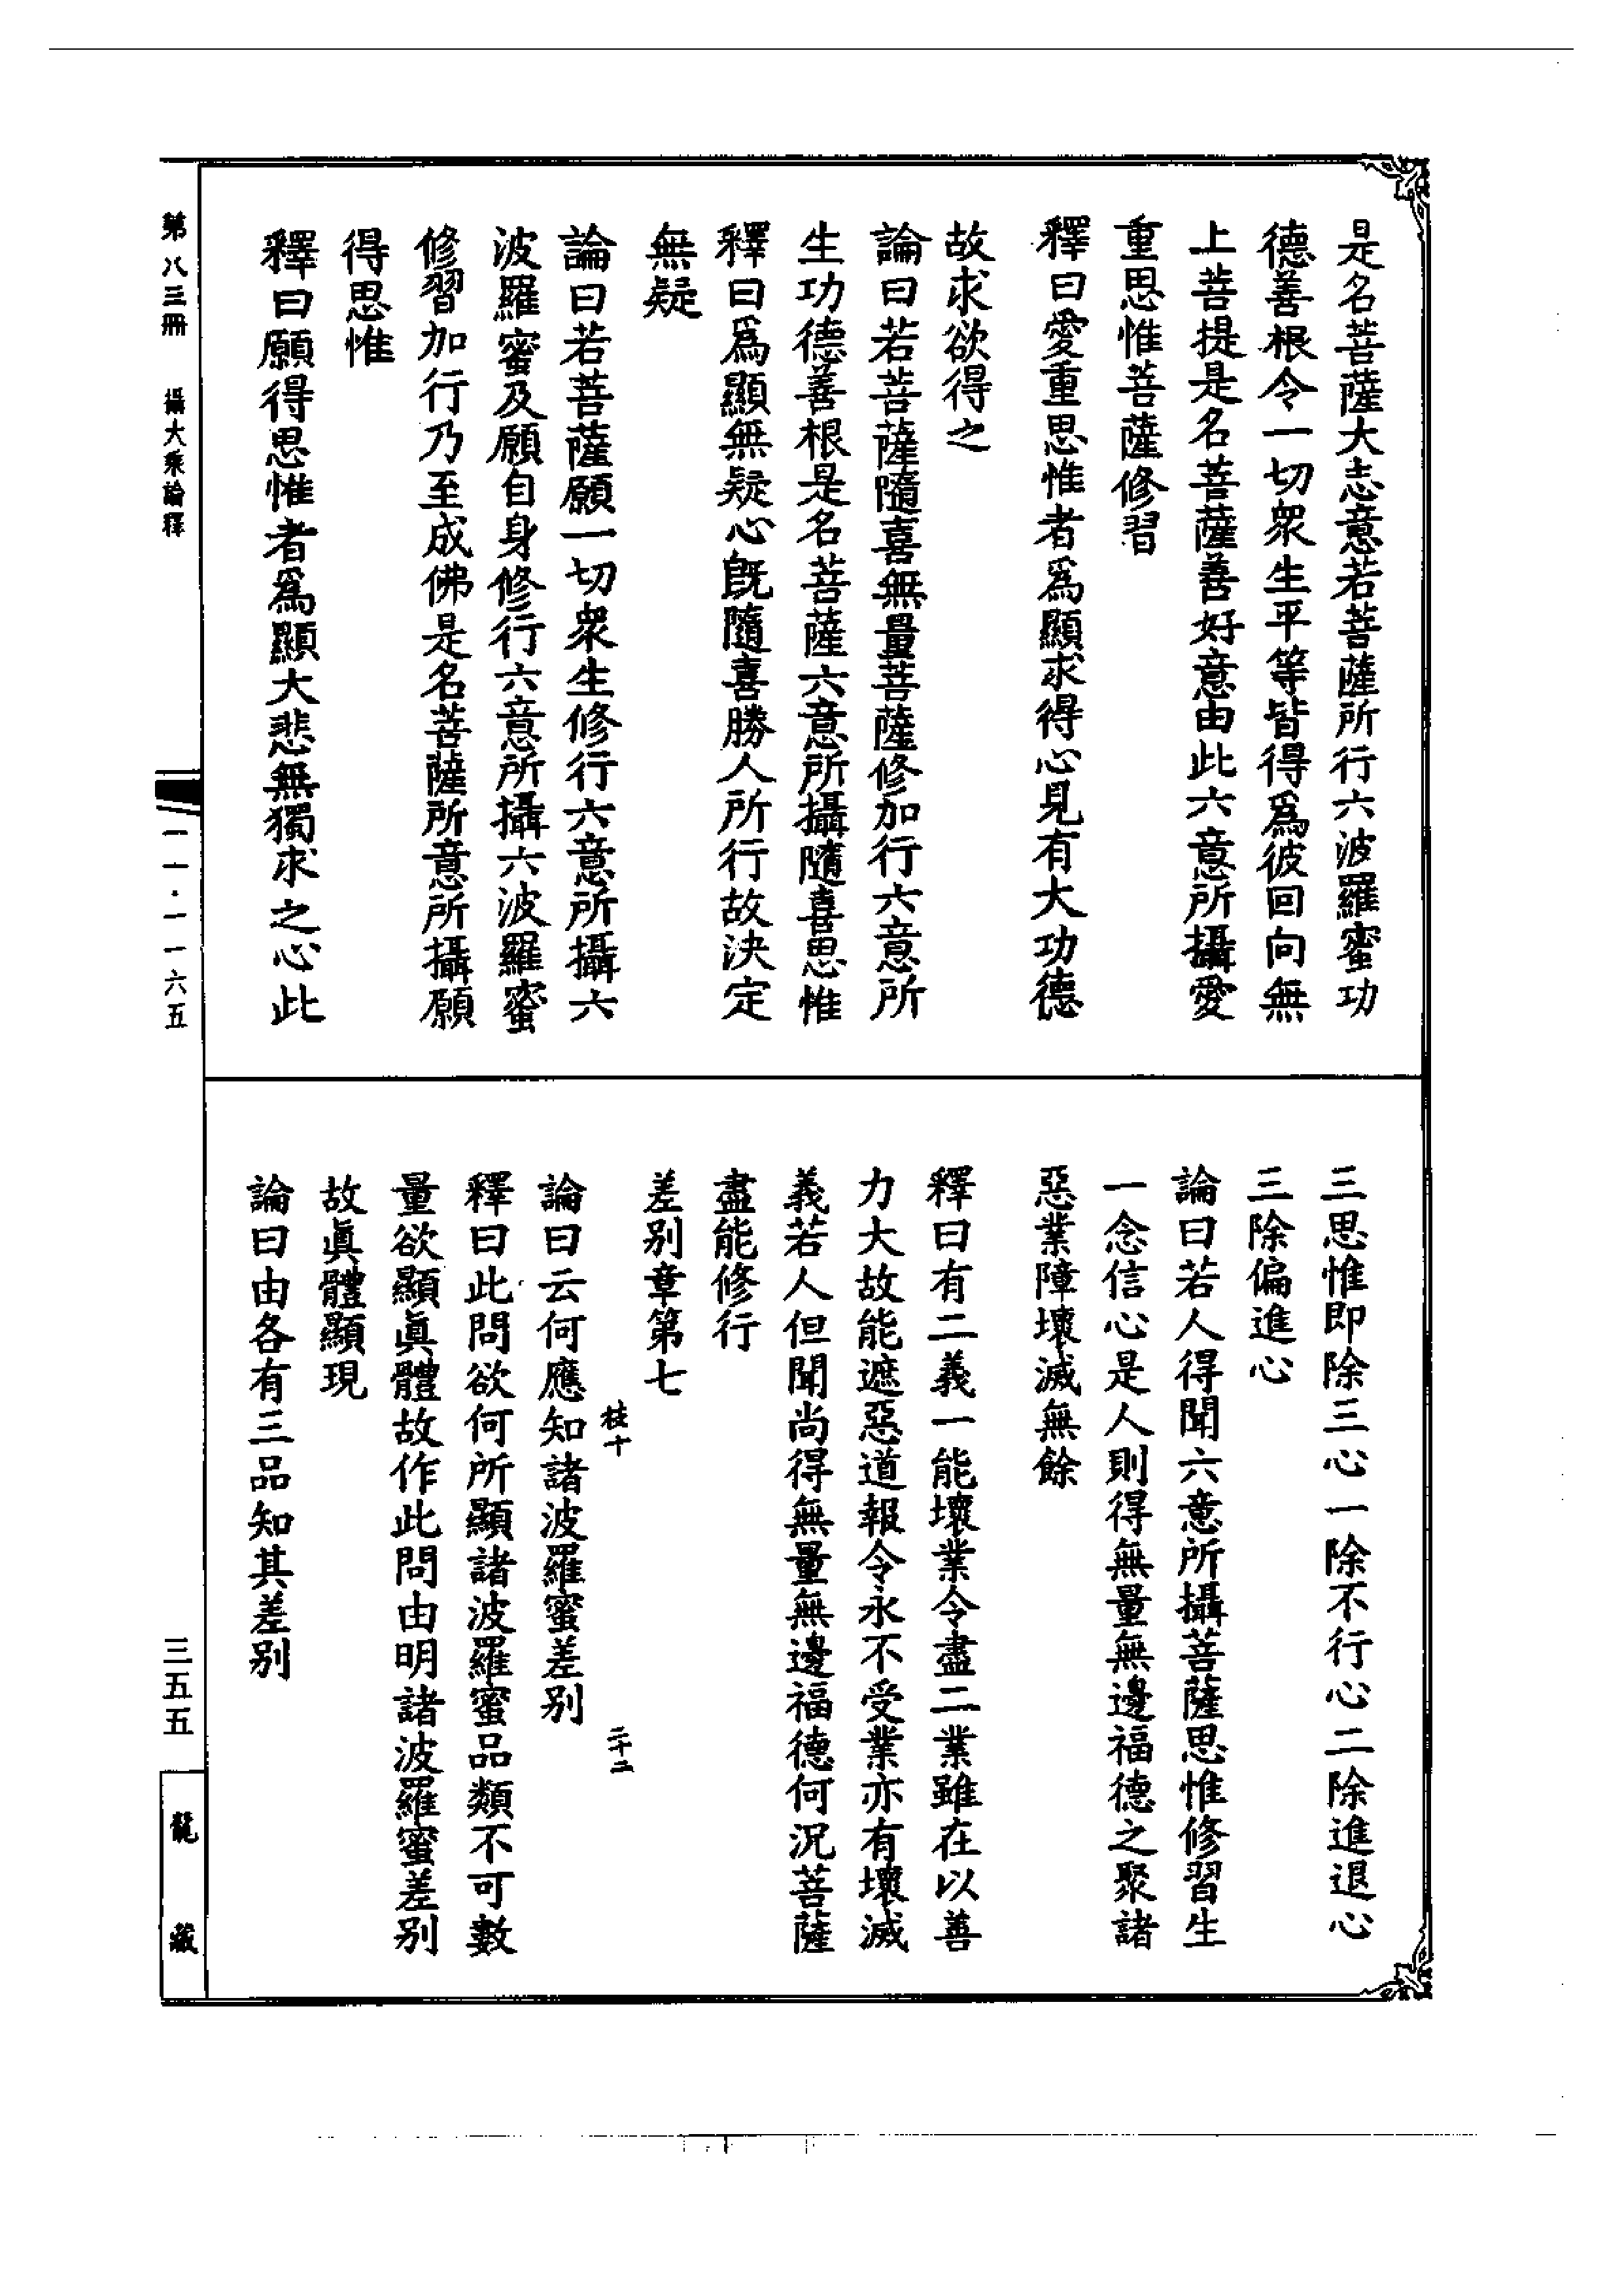 是名菩薩大志意若菩薩所行六波羅蜜功
德善根令一切衆生平等皆得爲彼回向無
上菩提是名菩薩善好意由此六意所攝愛
重思惟菩薩修習
釋曰愛重思惟者爲顯求得心見有大功德
故求欲得之
論曰若菩薩隨喜無量菩薩修加行六意所
生功德善根是名菩薩六意所攝隨喜思惟
釋曰爲顯無疑心旣隨喜勝人所行故決定
無疑
論曰若菩薩願一切衆生修行六意所攝六
波羅蜜及願自身修行六意所攝六波羅蜜
修習加行乃至成佛是名菩薩所意所攝願
得思惟
釋曰願得思惟者爲顯大悲無獨求之心此
三思惟即除三心一除不行心二除進退心
三除偏進心
論曰若人得聞六意所攝菩薩思惟修習生
一念信心是人則得無量無邊福德之聚諸
惡業障壞滅無餘
釋曰有二義一能壞業令盡二業雖在以善
力大故能遮惡道報令永不受業亦有壞滅
義若人但聞尚得無量無邊福德何況菩薩
盡能修行
差别章第七
枝十 二十二
論曰云何應知諸波羅蜜差别
釋曰此問欲何所顯諸波羅蜜品類不可數
量欲顯眞體故作此問由明諸波羅蜜差别
故眞體顯現
論曰由各有三品知其差别
第八三冊 攝大乘論釋
一一·一一六五
三五五
龍藏